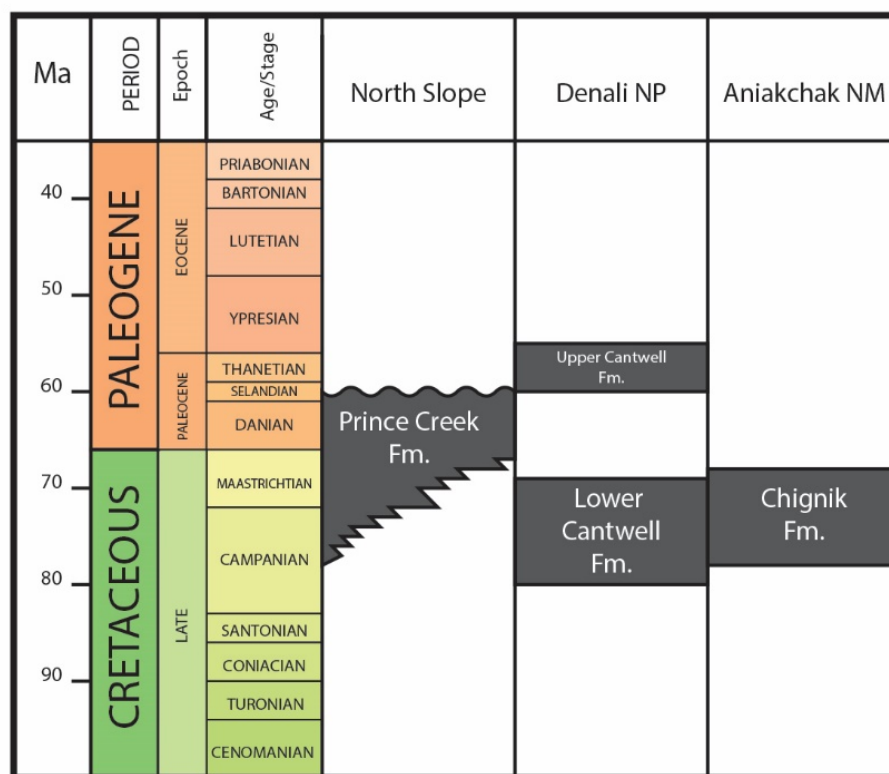 Ma
PERIOD
Epoch
Age/Stage
North Slope
Denali NP
Aniakchak NM
40
50
60
70
80
90
PALEOGENE
CRETACEOUS
EOCENE
PALEOCENE
LATE
PRIABONIAN
BARTONIAN
LUTETIAN
YPRESIAN
THANETIAN
SELANDIAN
DANIAN
MAASTRICHTIAN
CAMPANIAN
SANTONIAN
CONIACIAN
TURONIAN
CENOMANIAN
Prince Creek
Fm.
Upper Cantwell
Fm.
Lower
Cantwell
Fm.
Chignik
Fm.